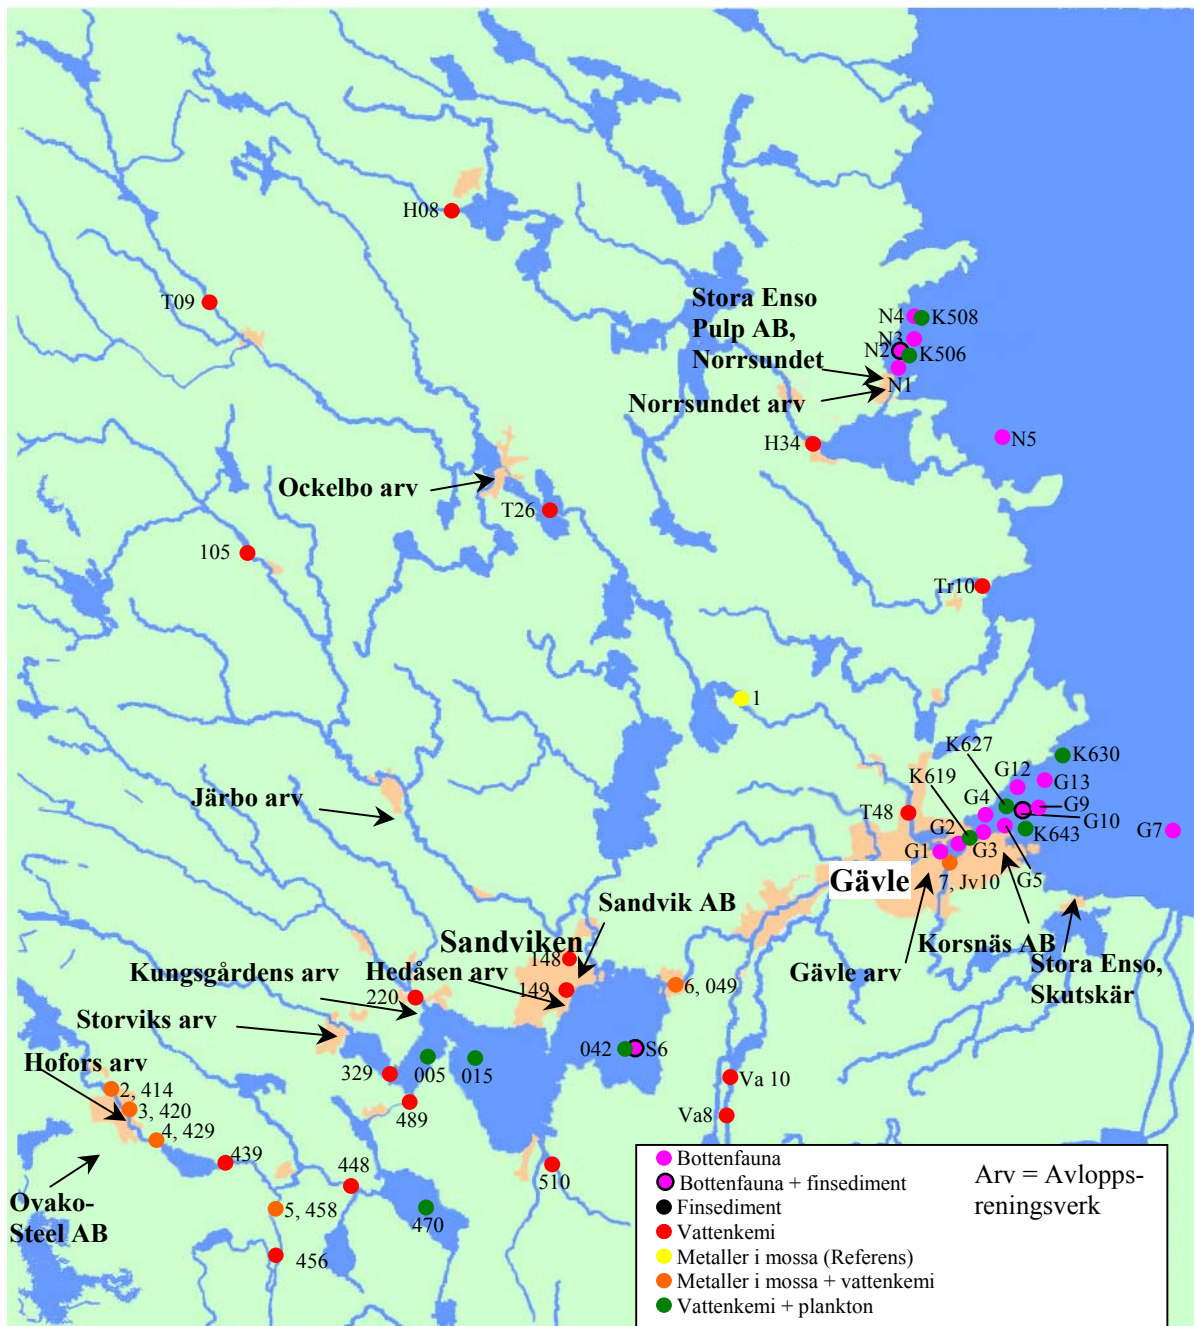 H08
T09
Stora Enso
Pulp AB,
Norrsundet
N4
K508
N3
N2
K506
N1
Norrsundet arv
N5
H34
Ockelbo arv
T26
105
Tr10
1
K627
K630
K619
G12
G13
Järbo arv
G4
G9
T48
G10
G2
K643
G7
G1
G3
G5
7, Jv10
Gävle
Sandvik AB
Sandviken
Korsnäs AB
148
Kungsgårdens arv
Hedåsen arv
Gävle arv
Stora Enso,
Skutskär
149
6, 049
220
Storviks arv
042
S6
Hofors arv
005
015
329
Va 10
2, 414
3, 420
489
Va8
4, 429
439
448
510
Ovako-
Steel AB
5, 458
470
456
Bottenfauna
Bottenfauna + finsediment
Finsediment
Vattenkemi
Metaller i mossa (Referens)
Metaller i mossa + vattenkemi
Vattenkemi + plankton
Arv = Avlopps-
reningsverk